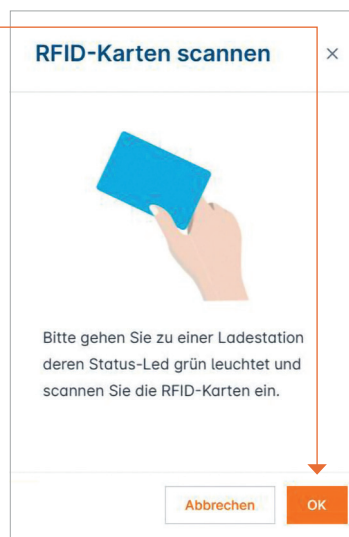 RFID-Karten scannen
Bitte gehen Sie zu einer Ladestation
deren Status-Led grün leuchtet und
scannen Sie die RFID-Karten ein.
Abbrechen
OK